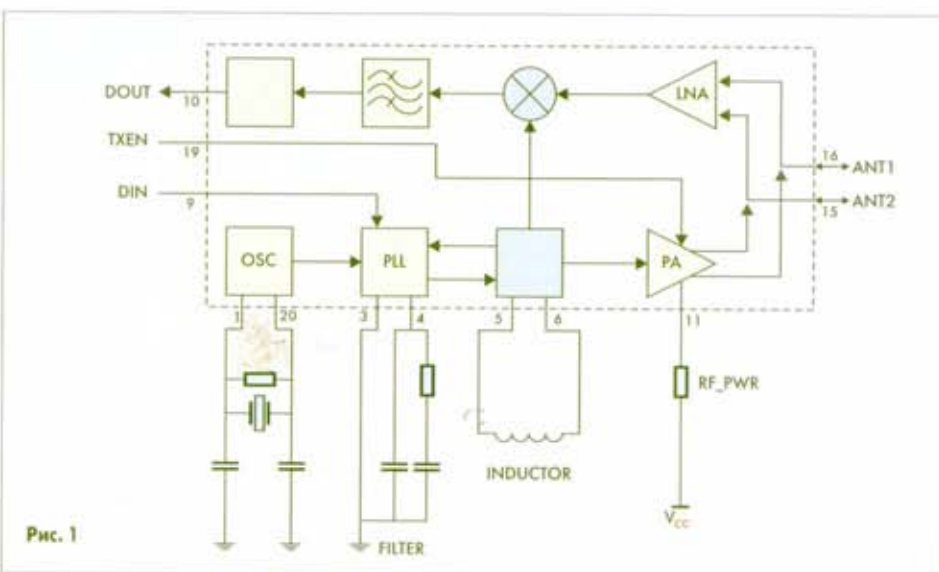 DOUT
10
LNA
TXEN
19
16
ANT1
DIN
9
15
ANT2
OSC
PLL
PA
1
20
3
4
5
6
11
RF_PWR
INDUCTOR
Vcc
Рис. 1
FILTER